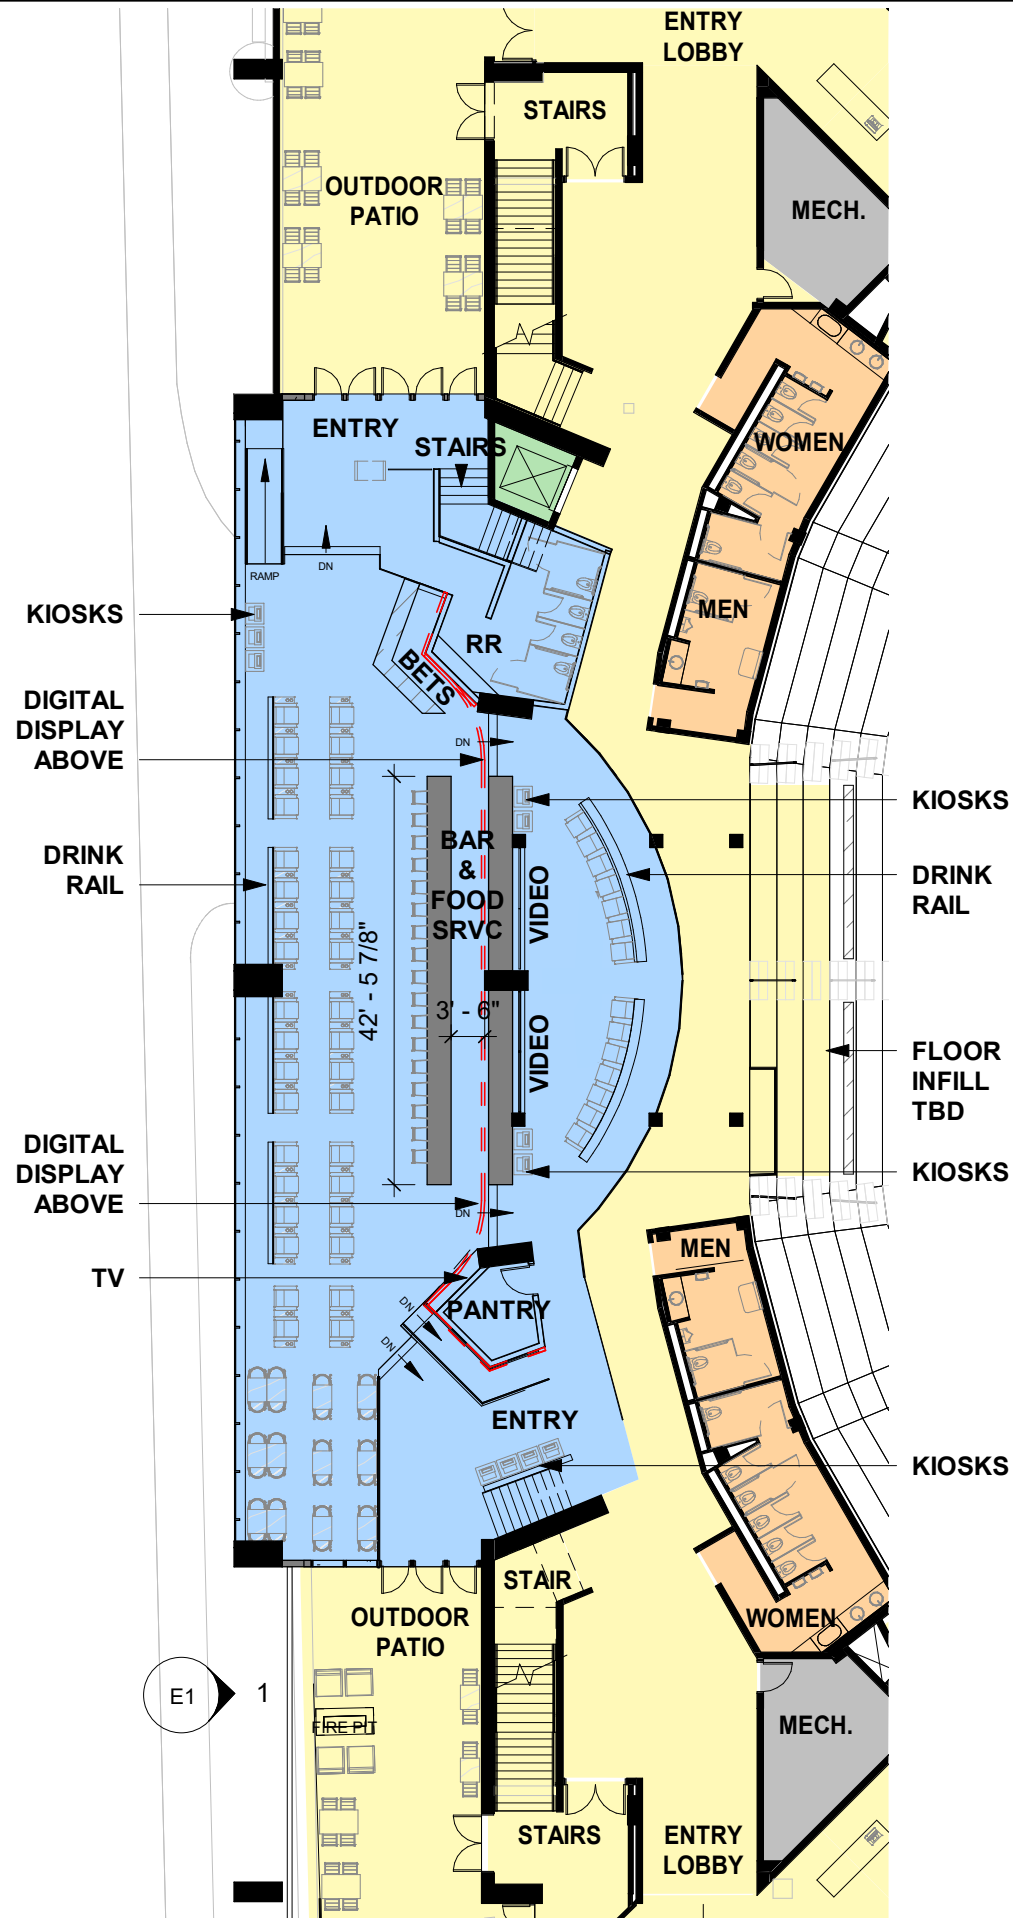 ENTRY
LOBBY
STAIRS
OUTDOOR
PATIO
MECH.
ENTRY
STAIRS
WOMEN
DN
RAMP
KIOSKS
MEN
RR
BETS
DIGITAL
DISPLAY
ABOVE
DN
KIOSKS
BAR
&
FOOD
SRVC
VIDEO
DRINK
RAIL
DRINK
RAIL
42' - 5 7/8"
3' - 6"
VIDEO
FLOOR
INFILL
TBD
DIGITAL
DISPLAY
ABOVE
KIOSKS
DN
MEN
TV
PANTRY
DN
DN
ENTRY
KIOSKS
STAIR
OUTDOOR
PATIO
WOMEN
E1
1
FIRE PIT
MECH.
STAIRS
ENTRY
LOBBY